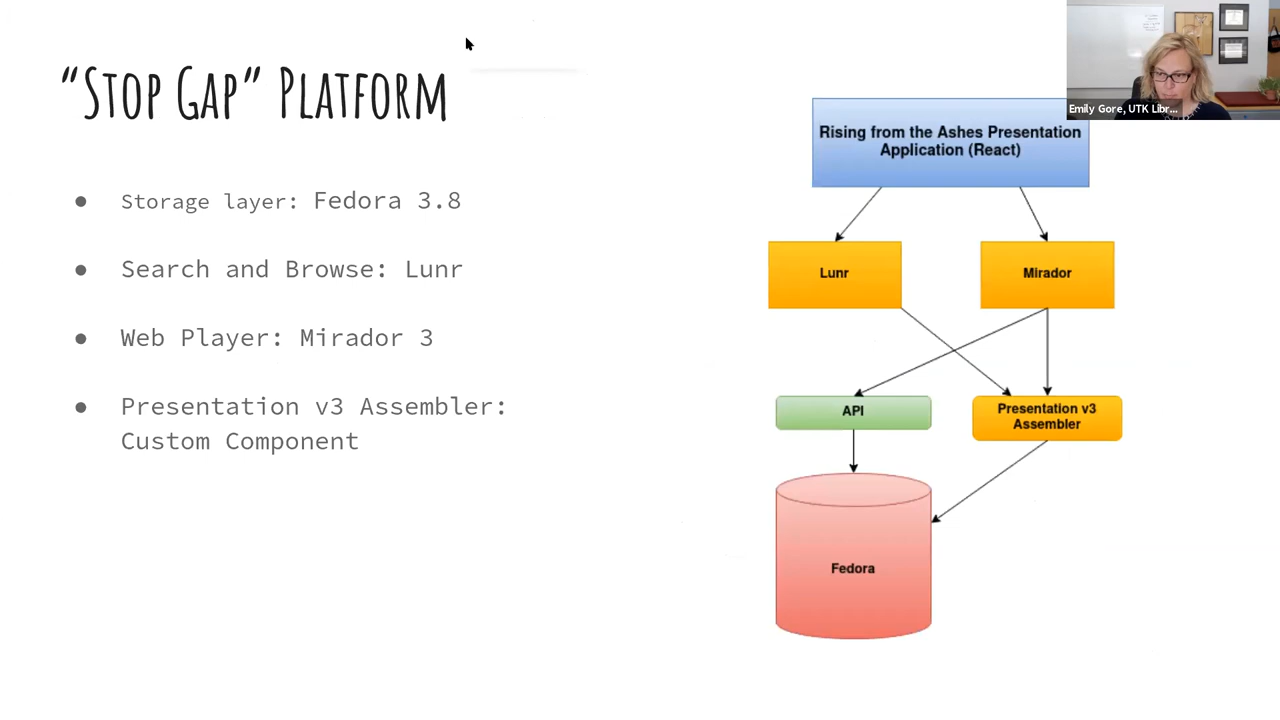 “Stop Gap” Platform
Storage layer: Fedora 3.8
Search and Browse: Lunr
Web Player: Mirador 3
Presentation v3 Assembler:
Custom Component
Emily Gore, UTK Libr...
Rising from the Ashes Presentation
Application (React)
Lunr
Mirador
API
Presentation v3
Assembler
Fedora